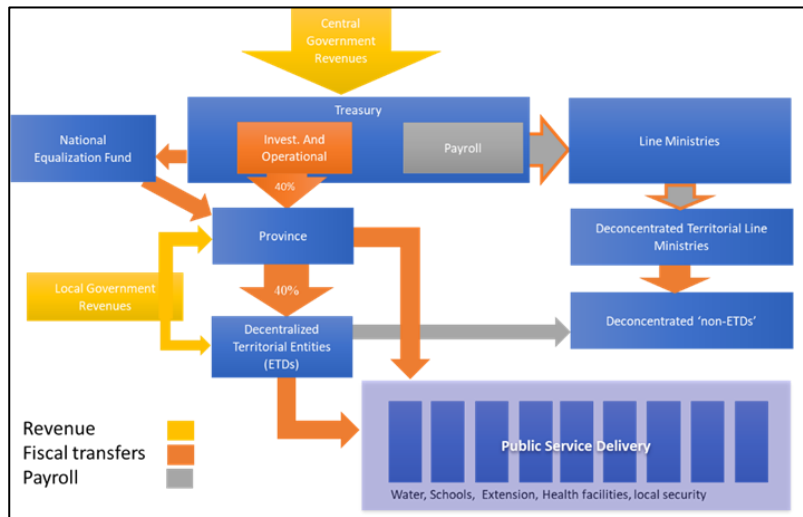 Central
Government
Revenues
Treasury
National
Equalization Fund
Invest. And
Operational
Payroll
Line Ministries
40%
Province
Deconcentrated Territorial Line
Ministries
Local Government
Revenues
40%
Decentralized
Territorial Entities
(ETDs)
Deconcentrated ‘non-ETDs’
Revenue
Fiscal transfers
Payroll
Public Service Delivery
Water, Schools, Extension, Health facilities, local security